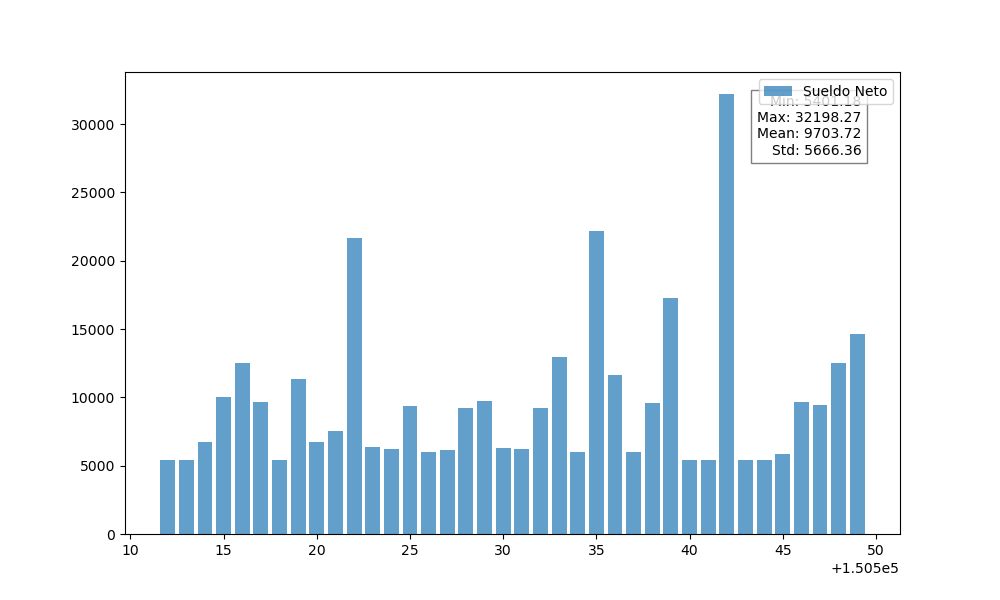 Sueldo Neto
Min: 5401.18
Max: 32198.27
Mean: 9703.72
Std: 5666.36
30000
25000
20000
15000
10000
5000
0
10 15 20 25 30 35 40 45 50
+1.505e5